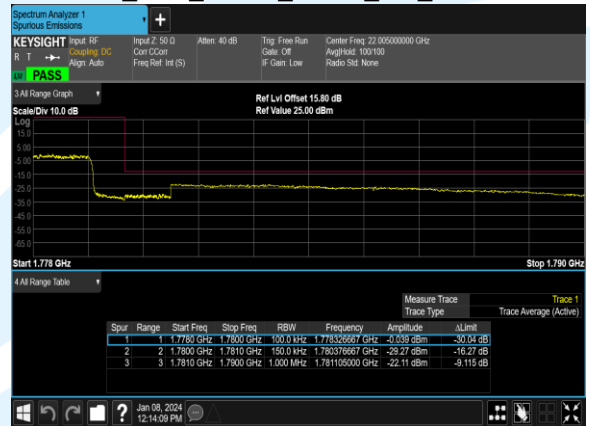 Spectrum Analyzer 1
Spurious Emissions
KEYSIGHT Input: RF Input Z: 50 Ω Atten: 40 dB Trig: Free Run Center Freq: 22.005000000 GHz
R T Coupling: DC Corr CCorr Gate: Off Avg|Hold: 100/100
Align: Auto Freq Ref: Int (S) IF Gain: Low Radio Std: None
PASS
3 All Range Graph
Ref Lvl Offset 15.80 dB
Scale/Div 10.0 dB Ref Value 25.00 dBm
Log
15.0
5.00
-5.00
-15.0
-25.0
-35.0
-45.0
-55.0
-65.0
Start 1.778 GHz Stop 1.790 GHz
4 All Range Table
Measure Trace Trace 1
Trace Type Trace Average (Active)
Spur Range Start Freq Stop Freq RBW Frequency Amplitude ΔLimit
1 1 1.7780 GHz 1.7800 GHz 100.0 kHz 1.778326667 GHz -0.039 dBm -30.04 dB
2 2 1.7800 GHz 1.7810 GHz 150.0 kHz 1.780376667 GHz -29.27 dBm -16.27 dB
3 3 1.7810 GHz 1.7900 GHz 1.000 MHz 1.781105000 GHz -22.11 dBm -9.115 dB
? Jan 08, 2024
12:14:09 PM